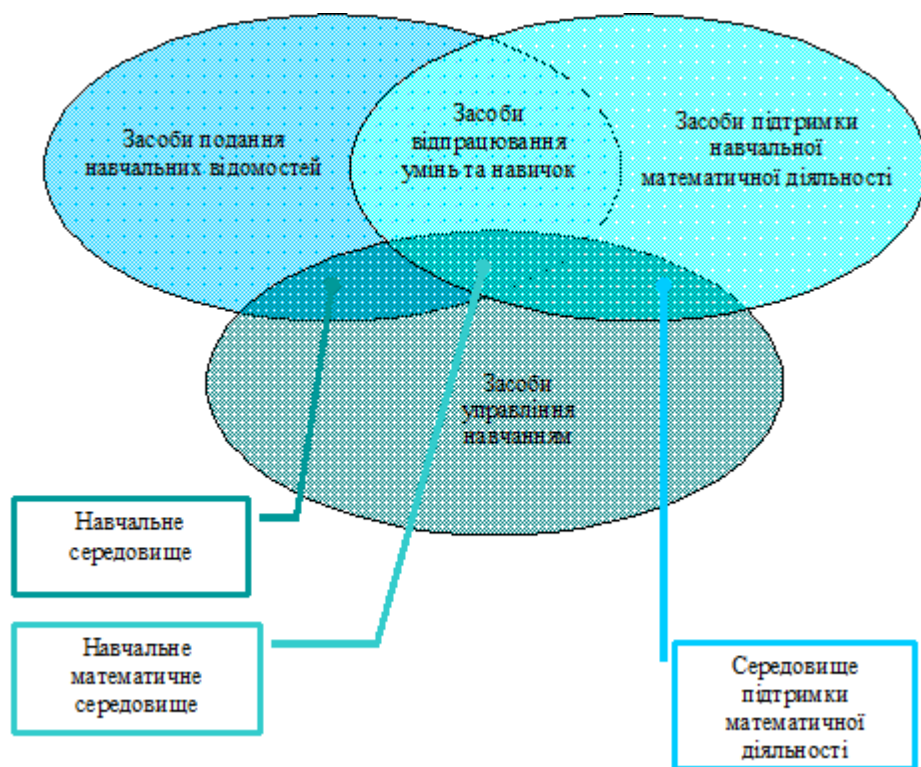 Засоби подання
навчальних відомостей
Засоби
відпрацювання
умінь та навичок
Засоби підтримки
навчальної
математичної діяльності
Засоби
управління
навчанням
Навчальне
середовище
Навчальне
математичне
середовище
Середовище
підтримки
математичної
діяльності